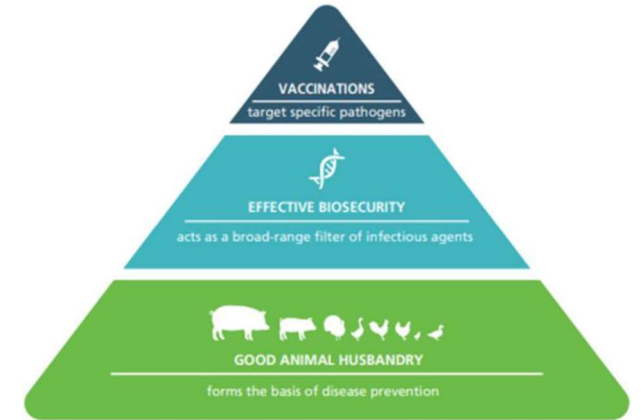 VACCINATIONS
target specific pathogens
EFFECTIVE BIOSECURITY
acts as a broad-range filter of infectious agents
GOOD ANIMAL HUSBANDRY
forms the basis of disease prevention